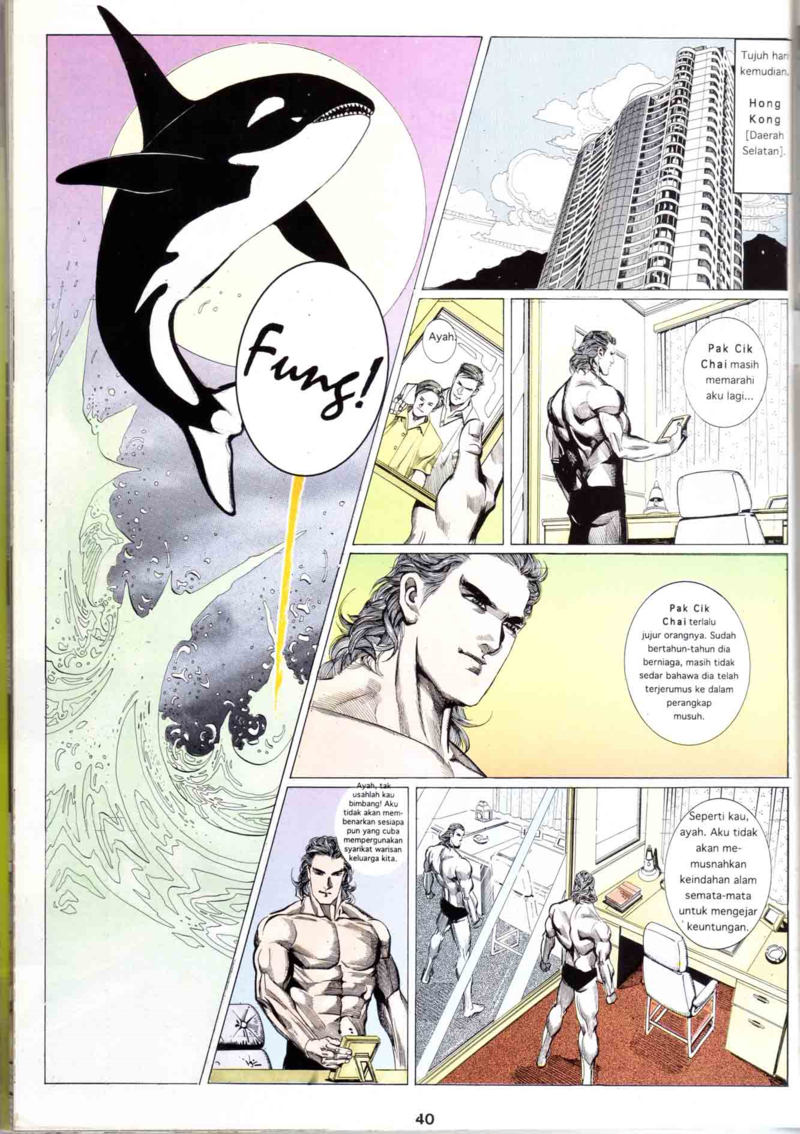 Fung!
Tujuh hari
kemudian.
Hong
Kong
[Daerah
Selatan].
Ayah.
Pak Cik
Chai masih
memarahi
aku lagi...
Pak Cik
Chai terlalu
jujur orangnya. Sudah
bertahun-tahun dia
berniaga, masih tidak
sedar bahawa dia telah
terjerumus ke dalam
perangkap
musuh.
Ayah, tak
usahlah kau
bimbang! Aku
tidak akan mem-
benarkan sesiapa
pun yang cuba
mempergunakan
syarikat warisan
keluarga kita.
Seperti kau,
ayah. Aku tidak
akan me-
musnahkan
keindahan alam
semata-mata
untuk mengejar
keuntungan.
40